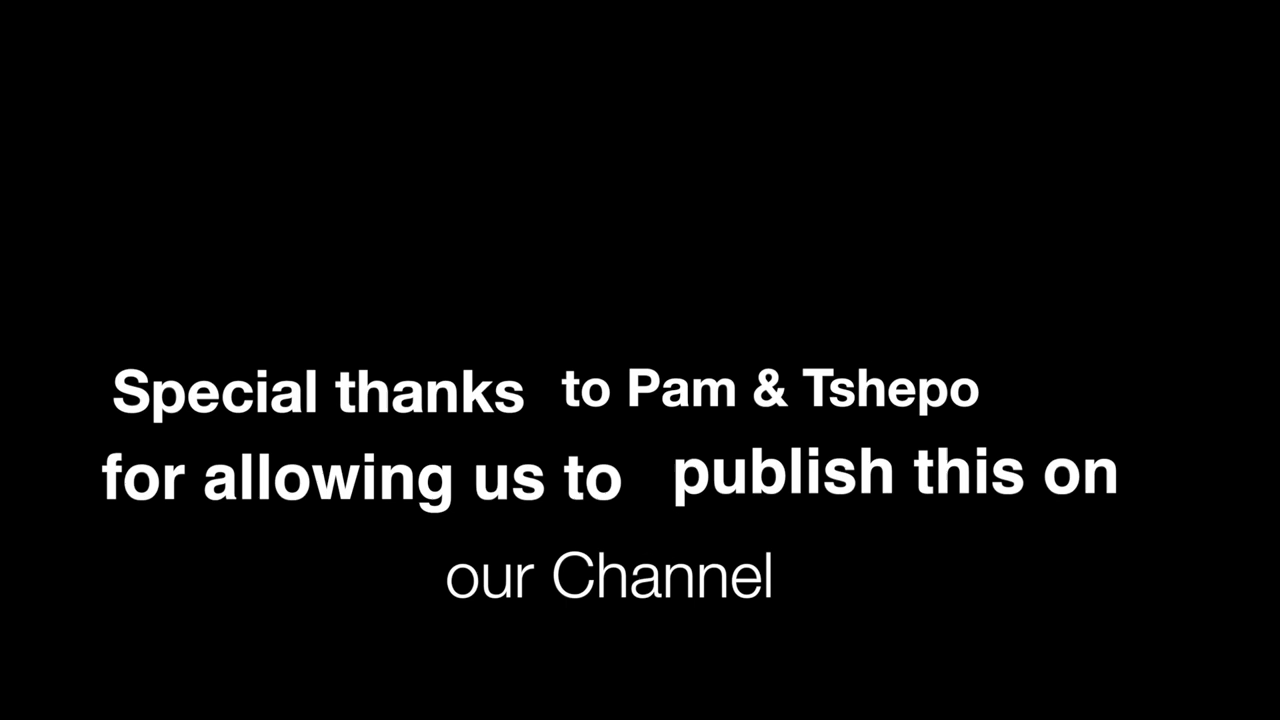 Special thanks to Pam & Tshepo
for allowing us to publish this on
our Channel